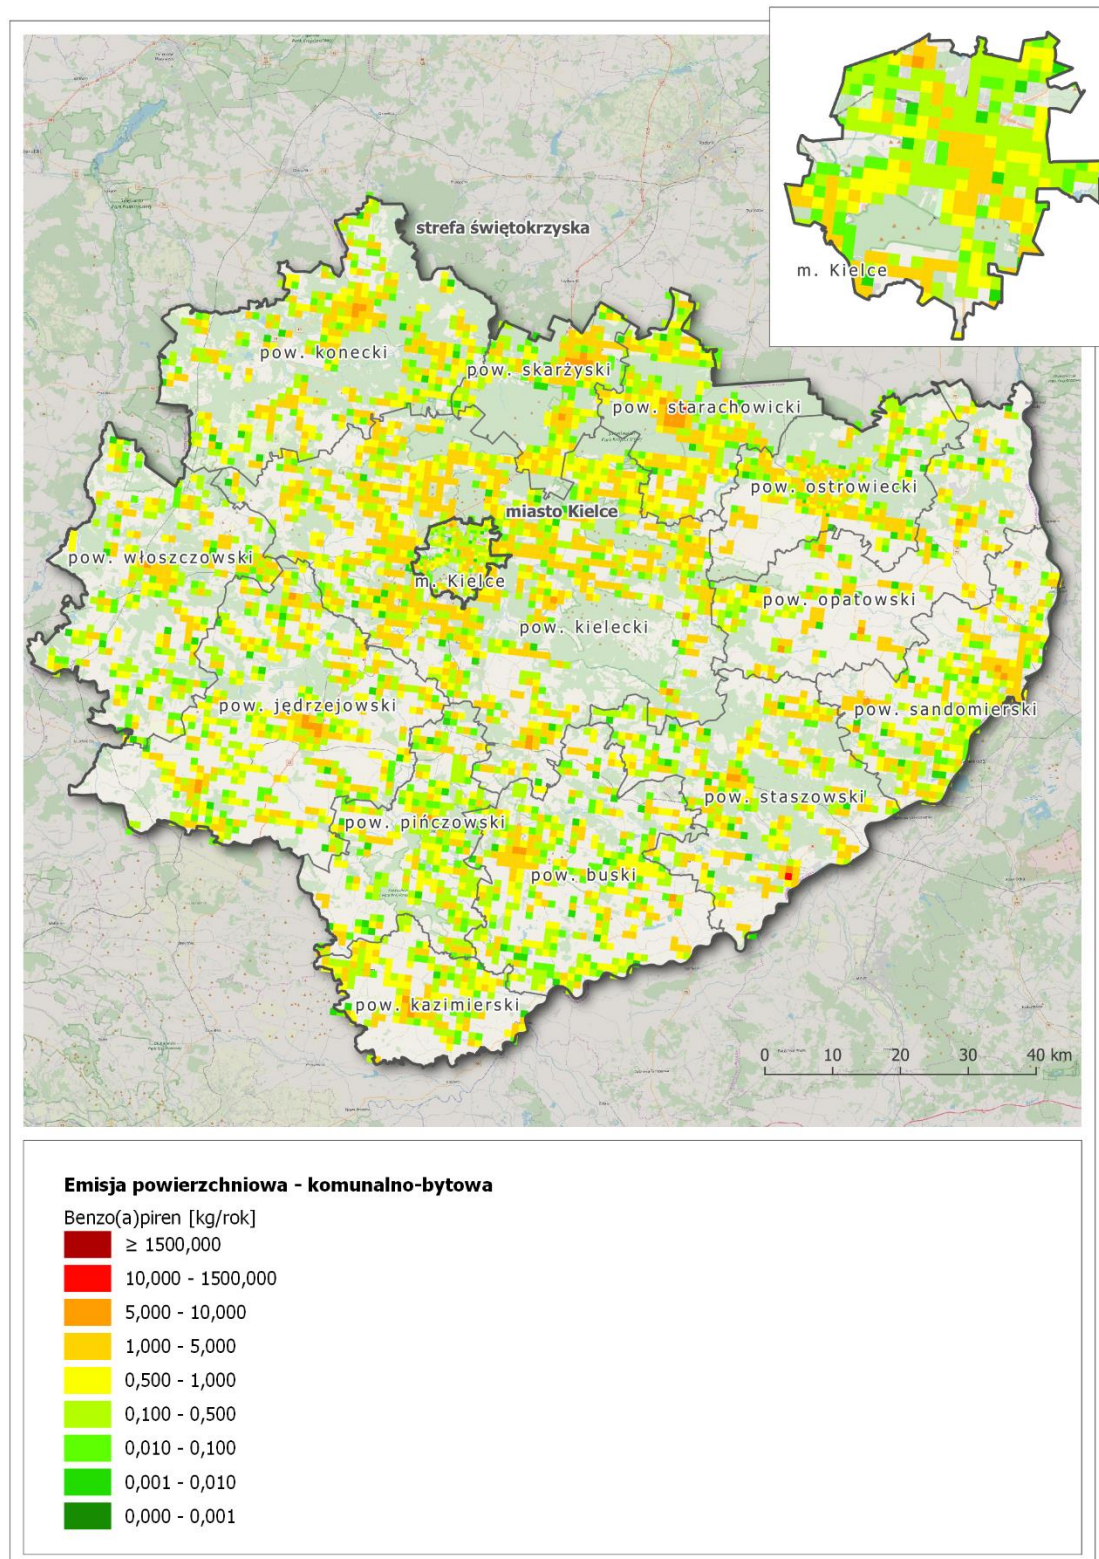 m. Kielce
strefa świętokrzyska
pow. konecki
pow. skarżyski
pow. starachowicki
pow. ostrowiecki
miasto Kielce
pow. włoszczowski
m. Kielce
pow. opatowski
pow. kielecki
pow. jędrzejowski
pow. sandomierski
pow. staszowski
pow. pińczowski
pow. buski
pow. kazimierski
0 10 20 30 40 km
Emisja powierzchniowa - komunalno-bytowa
Benzo(a)piren [kg/rok]
≥ 1500,000
10,000 - 1500,000
5,000 - 10,000
1,000 - 5,000
0,500 - 1,000
0,100 - 0,500
0,010 - 0,100
0,001 - 0,010
0,000 - 0,001